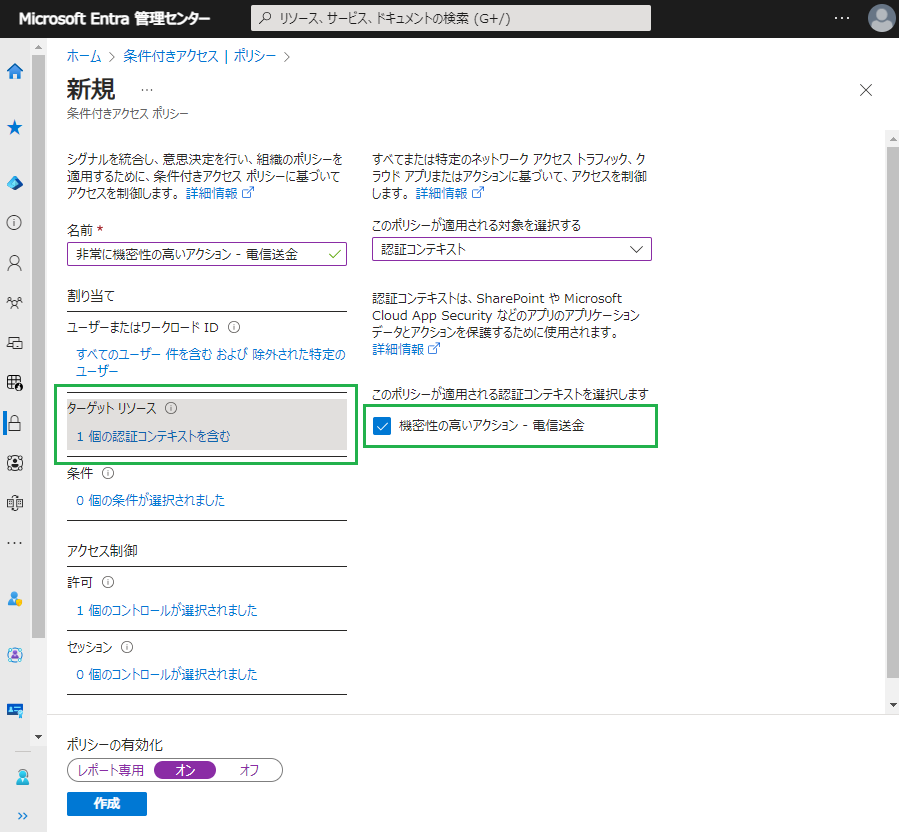 Microsoft Entra 管理センター
リソース、サービス、ドキュメントの検索 (G+/)
ホーム > 条件付きアクセス | ポリシー >
新規
条件付きアクセス ポリシー
シグナルを統合し、意思決定を行い、組織のポリシーを
適用するために、条件付きアクセス ポリシーに基づいて
アクセスを制御します。 詳細情報
名前 *
非常に機密性の高いアクション - 電信送金
割り当て
ユーザーまたはワークロード ID
すべてのユーザー 件を含む および 除外された特定の
ユーザー
ターゲット リソース
1 個の認証コンテキストを含む
条件
0 個の条件が選択されました
アクセス制御
許可
1 個のコントロールが選択されました
セッション
0 個のコントロールが選択されました
すべてまたは特定のネットワーク アクセス トラフィック、ク
ラウド アプリまたはアクションに基づいて、アクセスを制御
します。 詳細情報
このポリシーが適用される対象を選択する
認証コンテキスト
認証コンテキストは、SharePoint や Microsoft
Cloud App Security などのアプリのアプリケーション
データとアクションを保護するために使用されます。
詳細情報
このポリシーが適用される認証コンテキストを選択します
機密性の高いアクション - 電信送金
ポリシーの有効化
レポート専用 オン オフ
作成